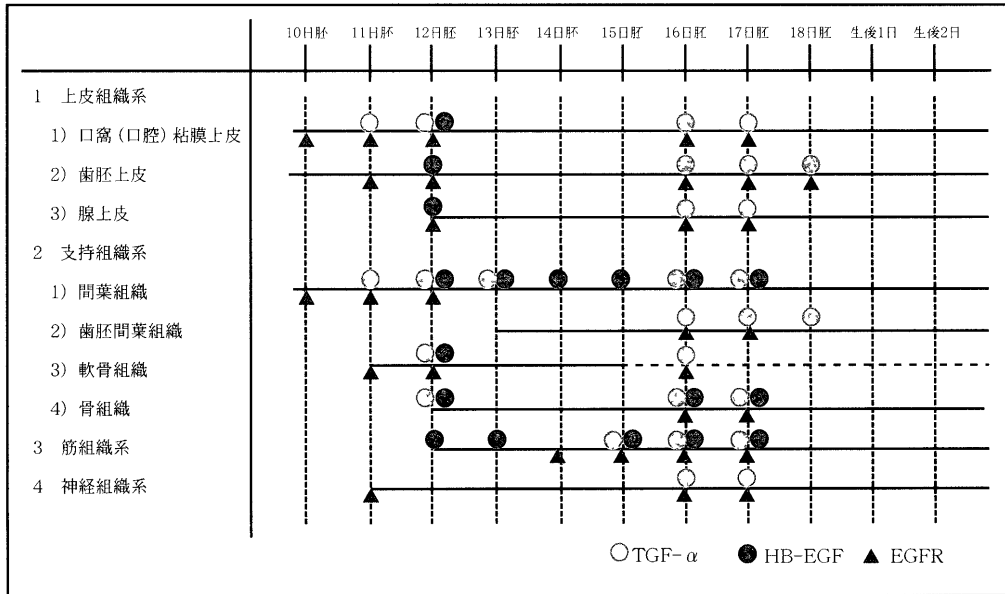 10日胚 11日胚 12日胚 13日胚 14日胚 15日胚 16日胚 17日胚 18日胚 生後1日 生後2日
1 上皮組織系
1) 口窩(口腔)粘膜上皮
2) 歯胚上皮
3) 腺上皮
2 支持組織系
1) 間葉組織
2) 歯胚間葉組織
3) 軟骨組織
4) 骨組織
3 筋組織系
4 神経組織系
TGF-α HB-EGF EGFR